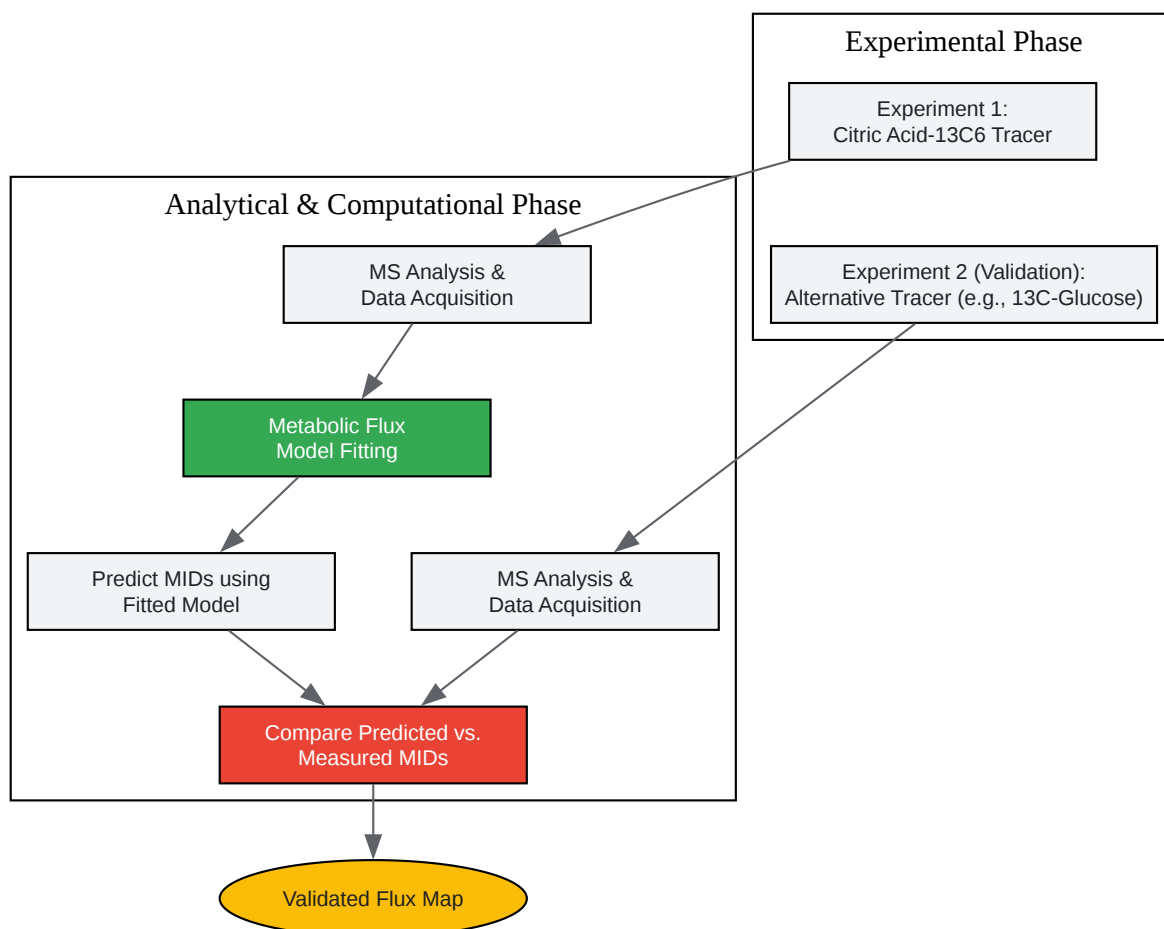 Experimental Phase
Experiment 1:
Citric Acid-13C6 Tracer
Analytical & Computational Phase
MS Analysis &
Data Acquisition
Experiment 2 (Validation):
Alternative Tracer (e.g., 13C-Glucose)
Metabolic Flux
Model Fitting
Predict MIDs using
Fitted Model
MS Analysis &
Data Acquisition
Compare Predicted vs.
Measured MIDs
Validated Flux Map